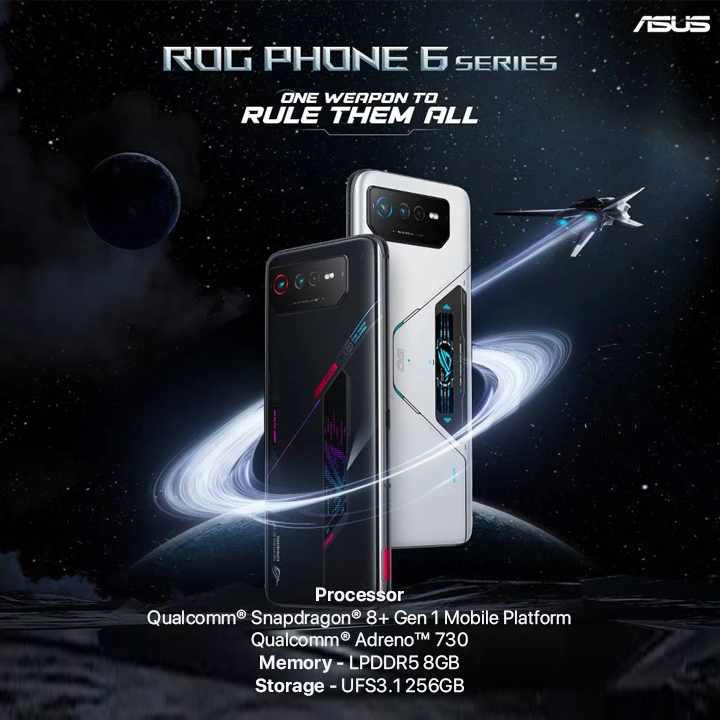 ASUS
ROG PHONE 6 SERIES
ONE WEAPON TO
RULE THEM ALL
Processor
Qualcomm® Snapdragon® 8+ Gen 1 Mobile Platform
Qualcomm® Adreno™ 730
Memory - LPDDR5 8GB
Storage - UFS3.1 256GB